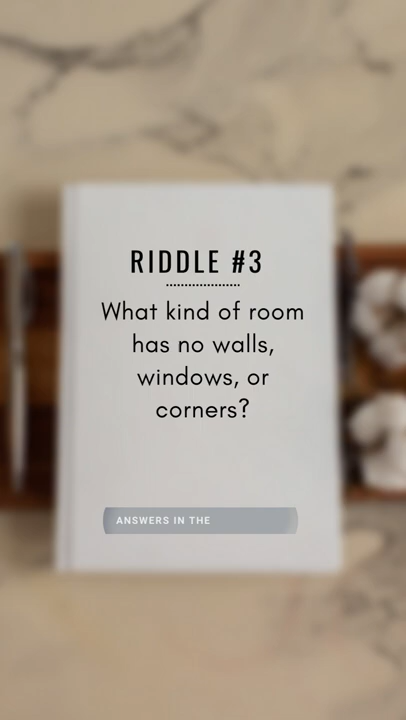 RIDDLE #3
What kind of room
has no walls,
windows, or
corners?
ANSWERS IN THE